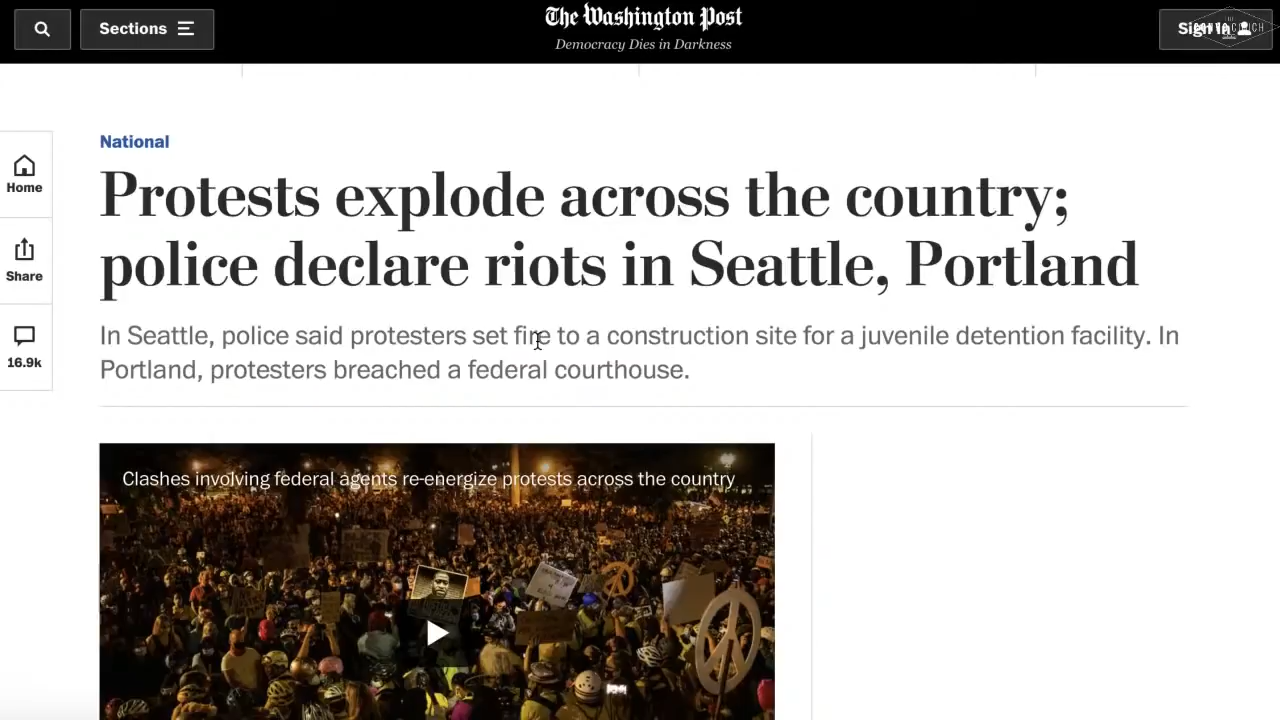 Sections
The Washington Post
Democracy Dies in Darkness
Sign In
National
Protests explode across the country;
police declare riots in Seattle, Portland
In Seattle, police said protesters set fire to a construction site for a juvenile detention facility. In
Portland, protesters breached a federal courthouse.
Home
Share
16.9k
Clashes involving federal agents re-energize protests across the country